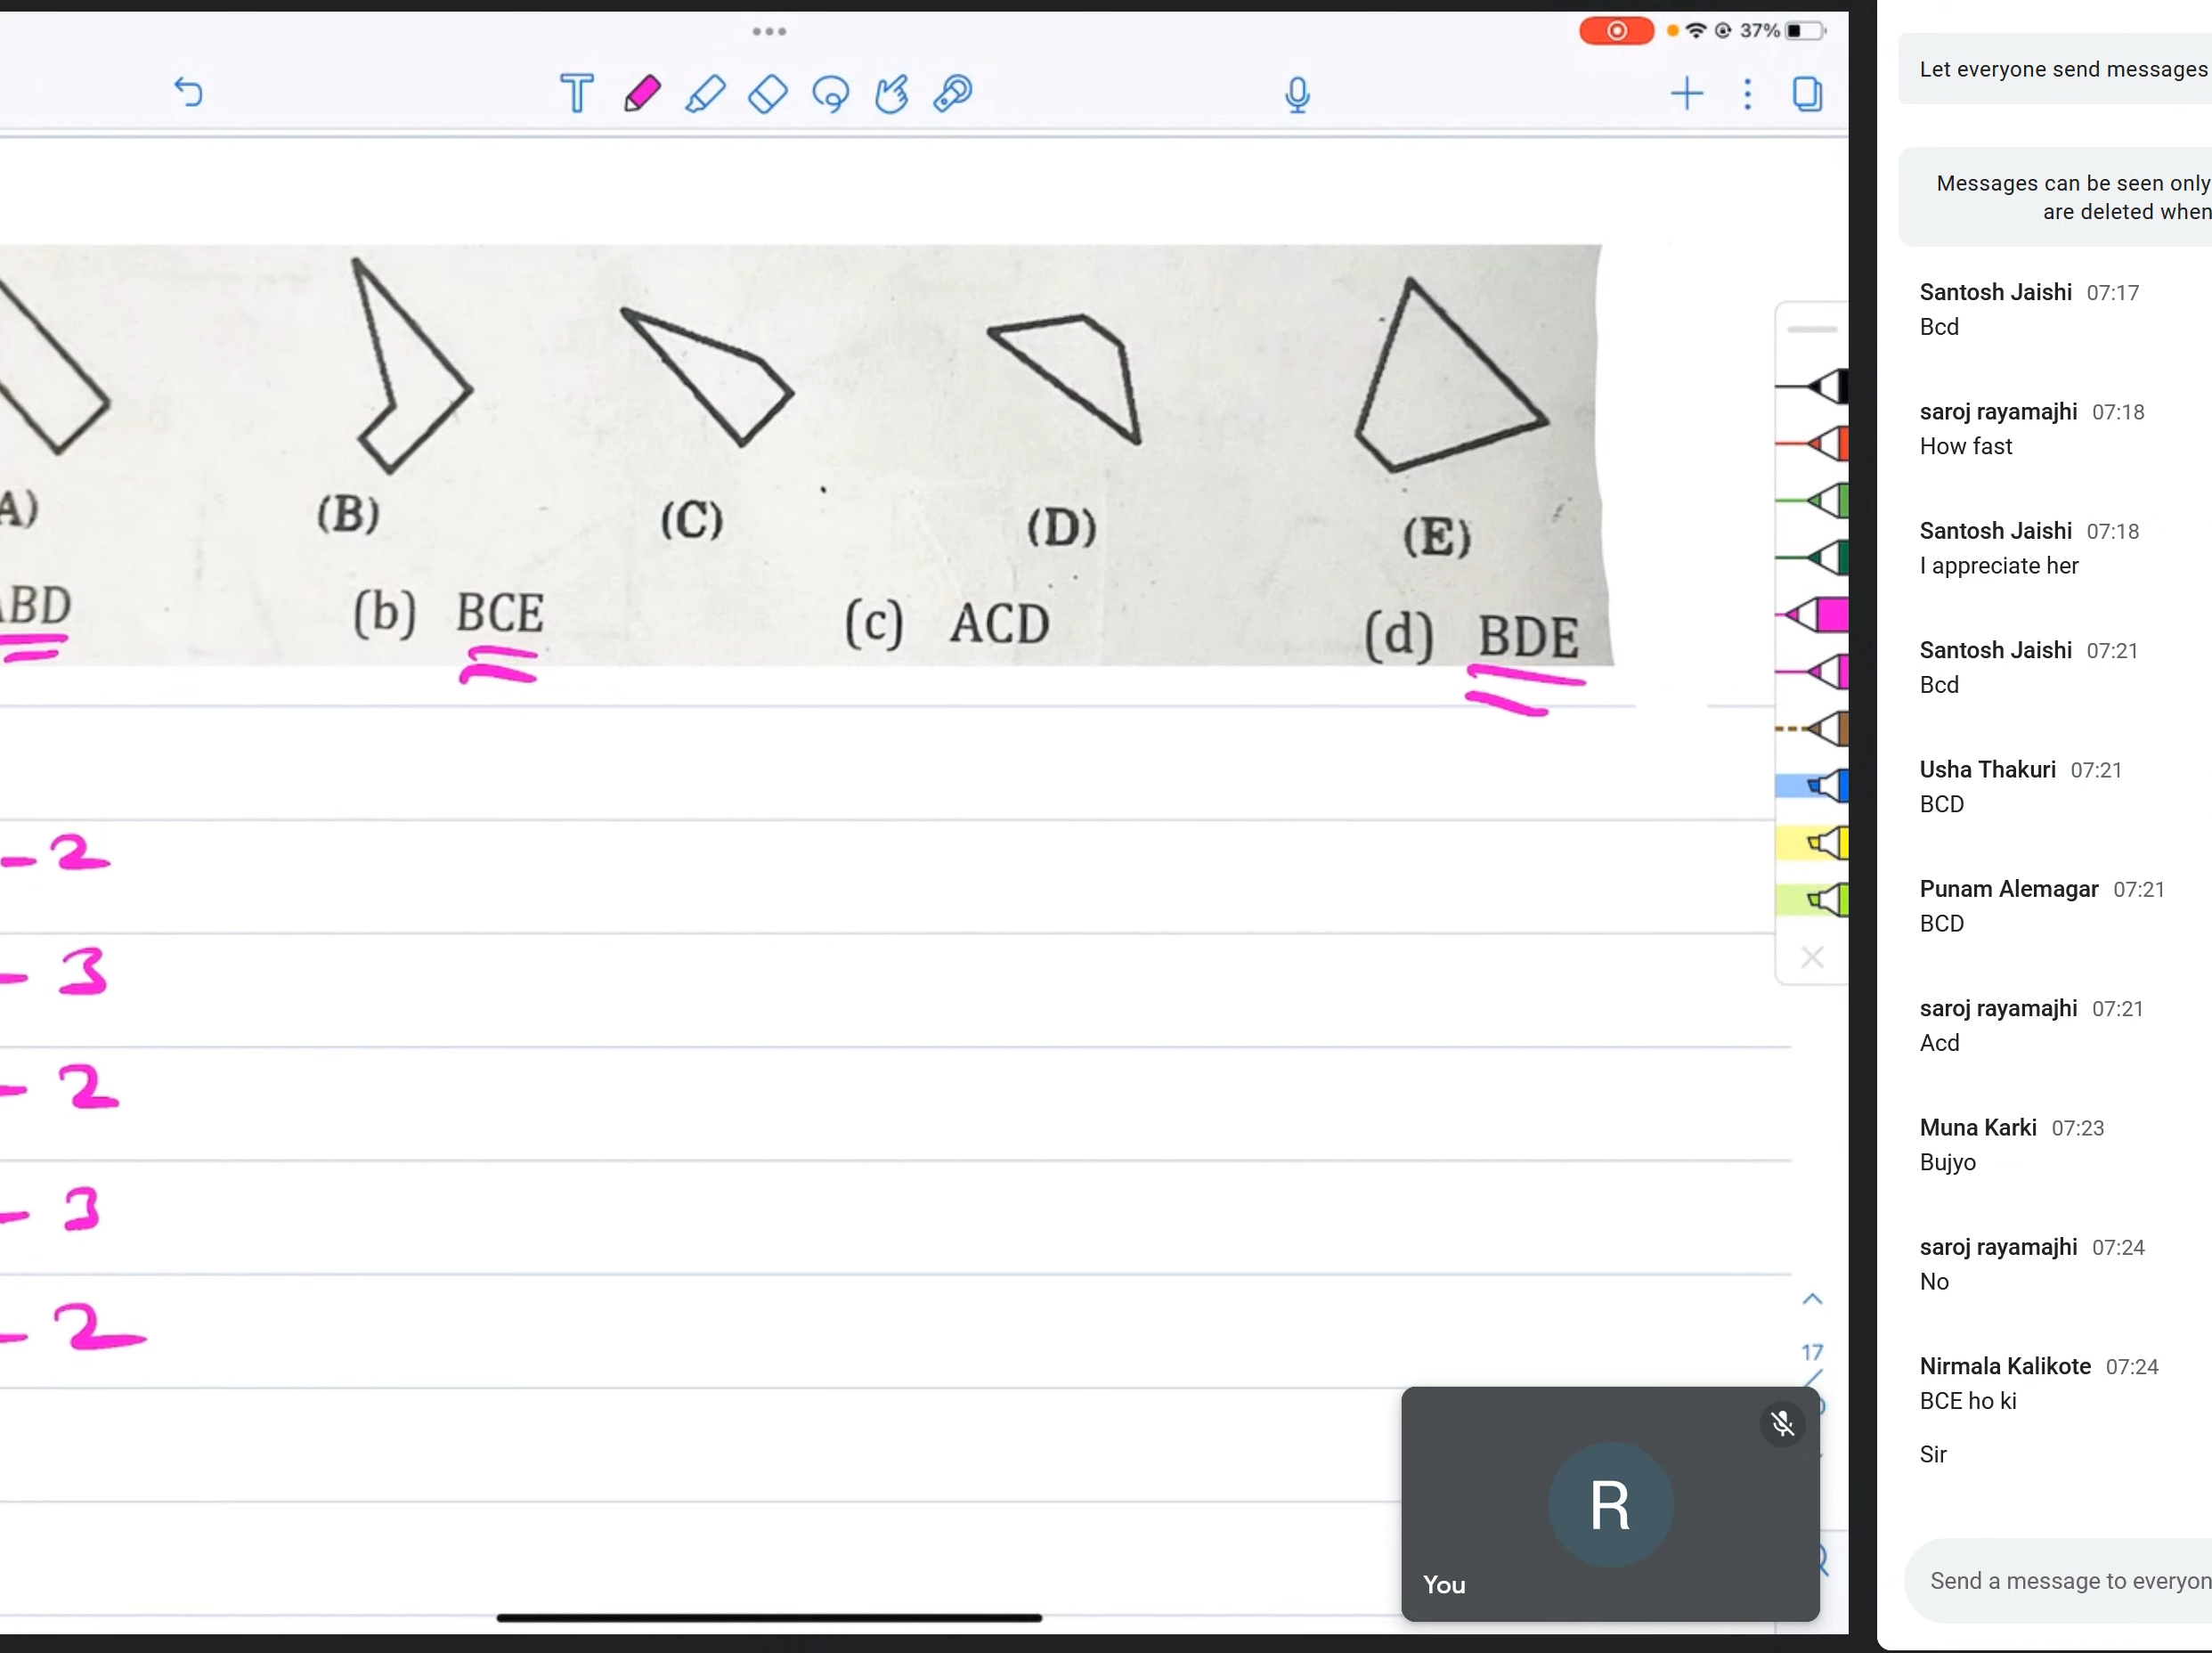 37%
T
Let everyone send messages
Messages can be seen only
are deleted when
A)
(B)
(C)
(D)
(E)
BD
(b) BCE
(c) ACD
(d) BDE
-2
- 3
- 2
- 3
- 2
17
R
You
Santosh Jaishi 07:17
Bcd
saroj rayamajhi 07:18
How fast
Santosh Jaishi 07:18
I appreciate her
Santosh Jaishi 07:21
Bcd
Usha Thakuri 07:21
BCD
Punam Alemagar 07:21
BCD
saroj rayamajhi 07:21
Acd
Muna Karki 07:23
Bujyo
saroj rayamajhi 07:24
No
Nirmala Kalikote 07:24
BCE ho ki
Sir
Send a message to everyon